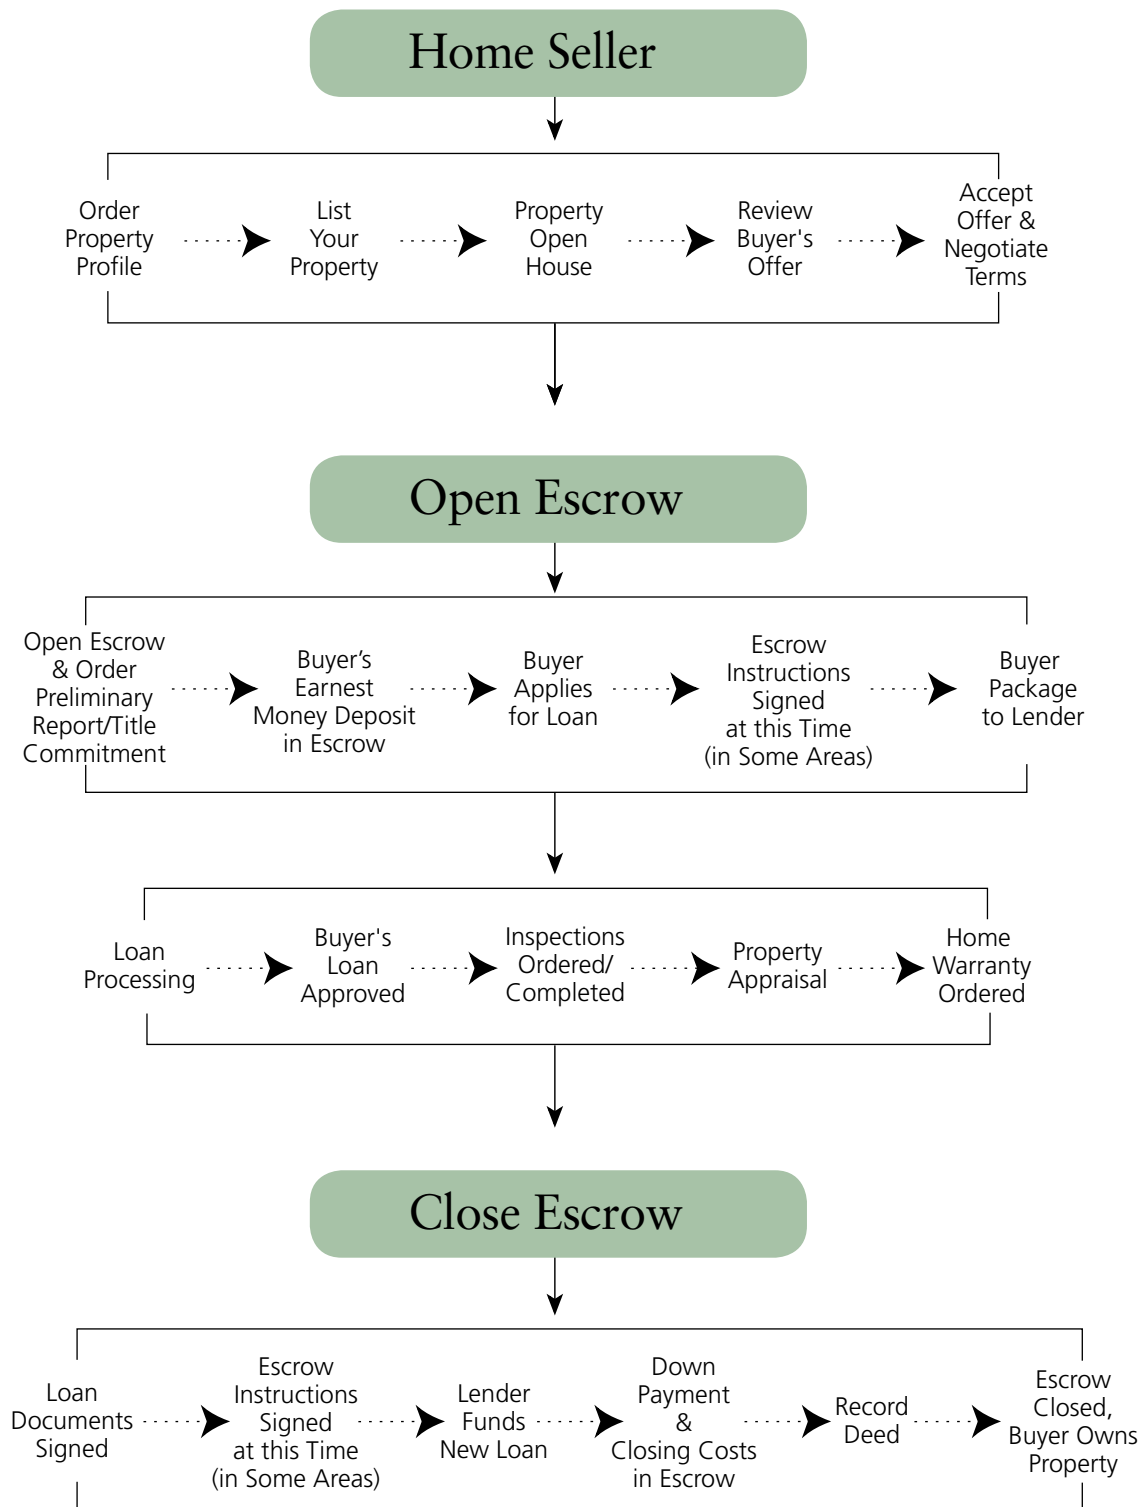 Home Seller
Order
Property
Profile
List
Your
Property
Property
Open
House
Review
Buyer's
Offer
Accept
Offer &
Negotiate
Terms
Open Escrow
Open Escrow
& Order
Preliminary
Report/Title
Commitment
Buyer’s
Earnest
Money Deposit
in Escrow
Buyer
Applies
for Loan
Escrow
Instructions
Signed
at this Time
(in Some Areas)
Buyer
Package
to Lender
Loan
Processing
Buyer's
Loan
Approved
Inspections
Ordered/
Completed
Property
Appraisal
Home
Warranty
Ordered
Close Escrow
Loan
Documents
Signed
Escrow
Instructions
Signed
at this Time
(in Some Areas)
Lender
Funds
New Loan
Down
Payment
&
Closing Costs
in Escrow
Record
Deed
Escrow
Closed,
Buyer Owns
Property